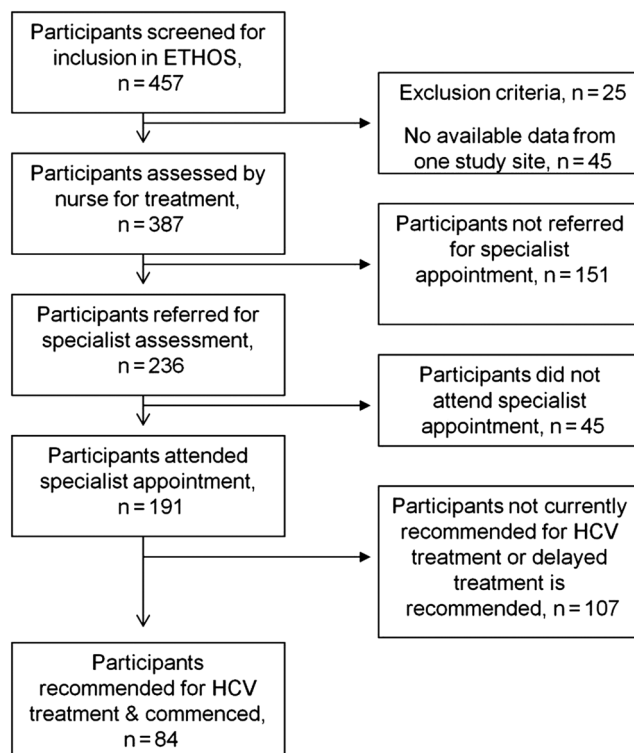 Participants screened for
inclusion in ETHOS,
n = 457
Exclusion criteria, n = 25
No available data from
one study site, n = 45
Participants assessed by
nurse for treatment,
n = 387
Participants not referred
for specialist
appointment, n = 151
Participants referred for
specialist assessment,
n = 236
Participants did not
attend specialist
appointment, n = 45
Participants attended
specialist appointment,
n = 191
Participants not currently
recommended for HCV
treatment or delayed
treatment is
recommended, n = 107
Participants
recommended for HCV
treatment & commenced,
n = 84